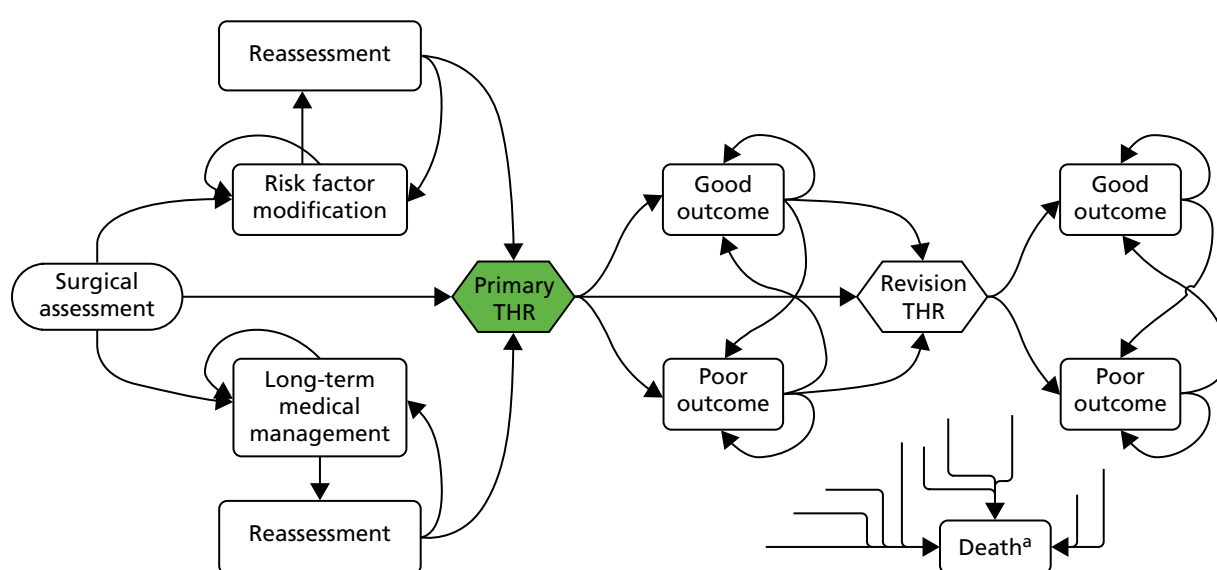 Reassessment
Risk factor
modification
Surgical
assessment
Long-term
medical
management
Reassessment
Primary
THR
Good
outcome
Poor
outcome
Revision
THR
Good
outcome
Poor
outcome
Deathᵃ